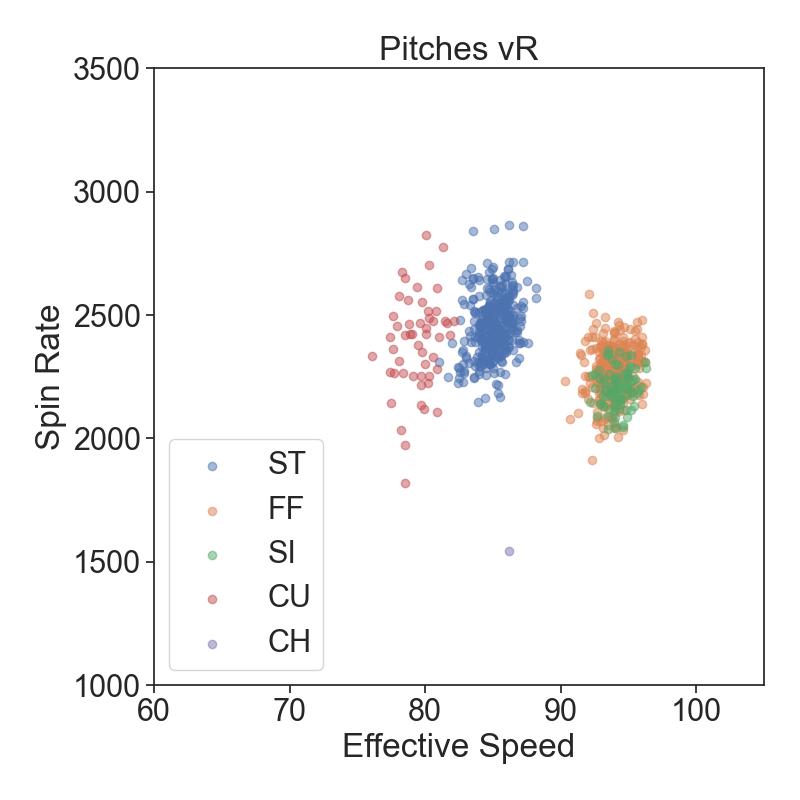 Pitches vR
3500
3000
2500
2000
1500
1000
Spin Rate
ST
FF
SI
CU
CH
60 70 80 90 100
Effective Speed